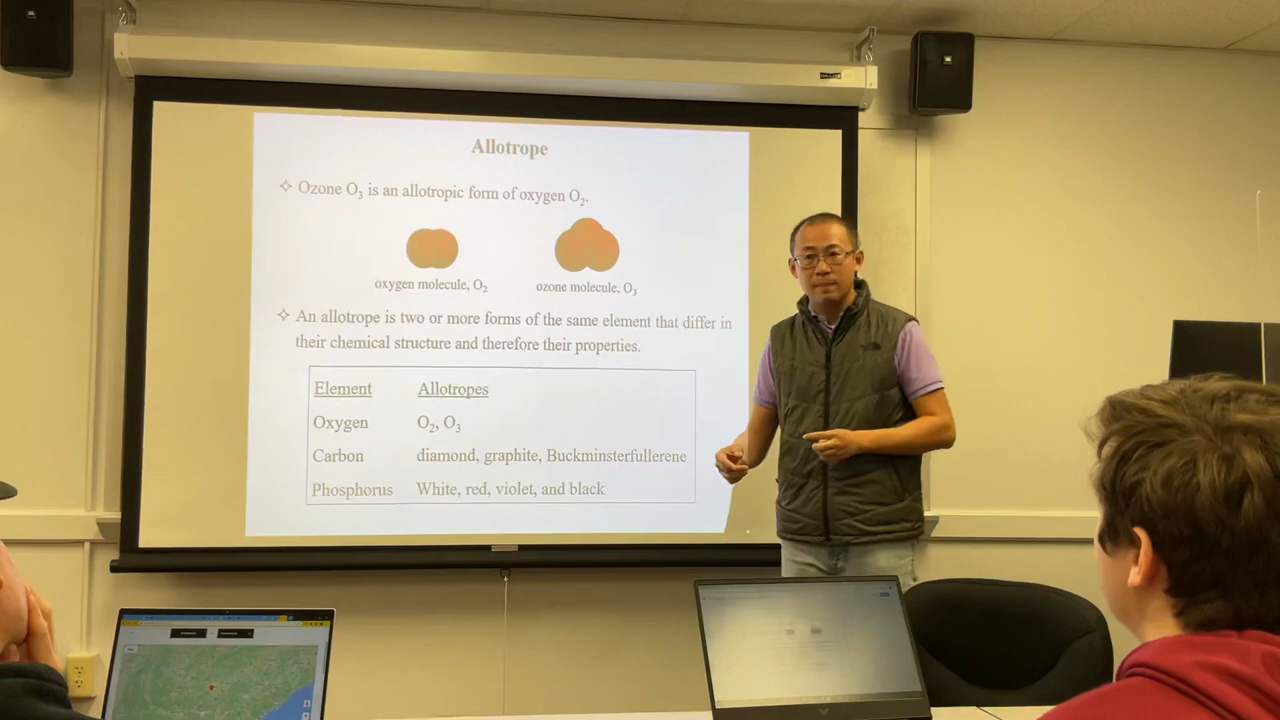 Allotrope
✧ Ozone O₃ is an allotropic form of oxygen O₂.
oxygen molecule, O₂
ozone molecule, O₃
✧ An allotrope is two or more forms of the same element that differ in
their chemical structure and therefore their properties.
Element Allotropes
Oxygen O₂, O₃
Carbon diamond, graphite, Buckminsterfullerene
Phosphorus White, red, violet, and black
JBL